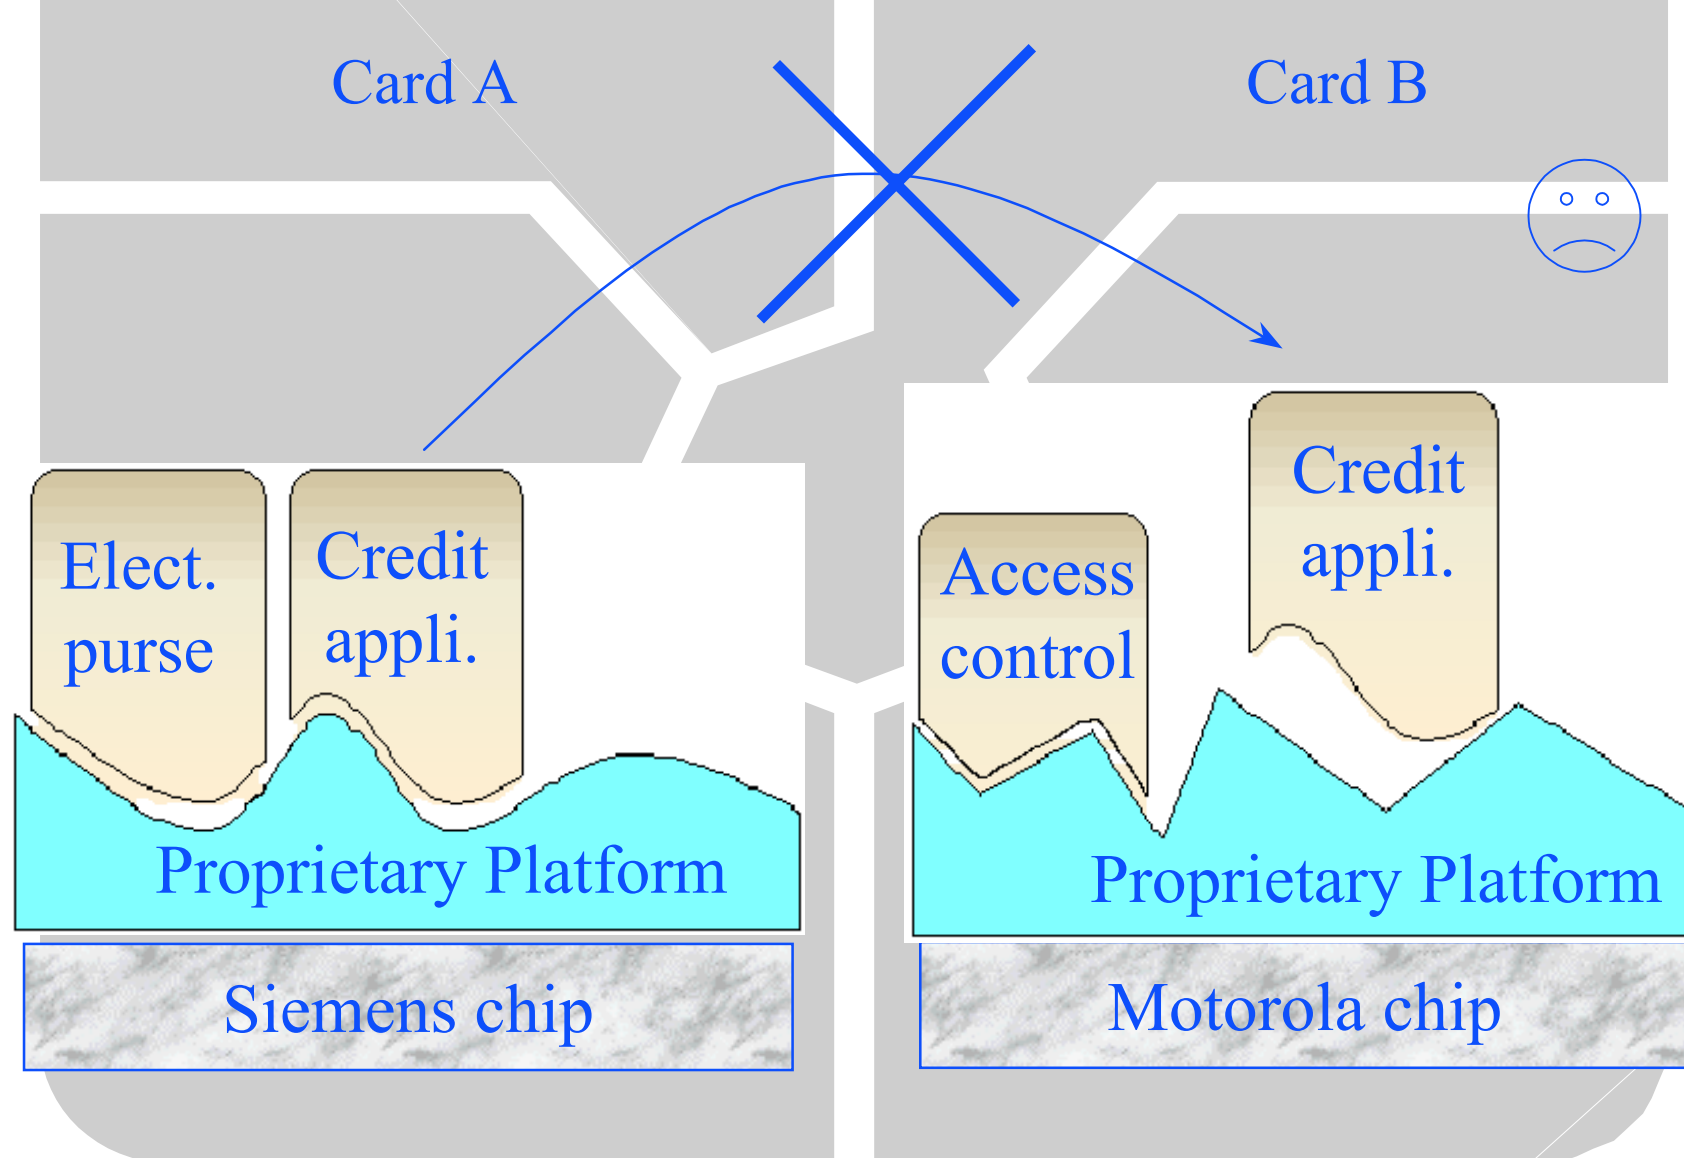 Card A
Card B
Elect.
purse
Credit
appli.
Access
control
Credit
appli.
Proprietary Platform
Proprietary Platform
Siemens chip
Motorola chip